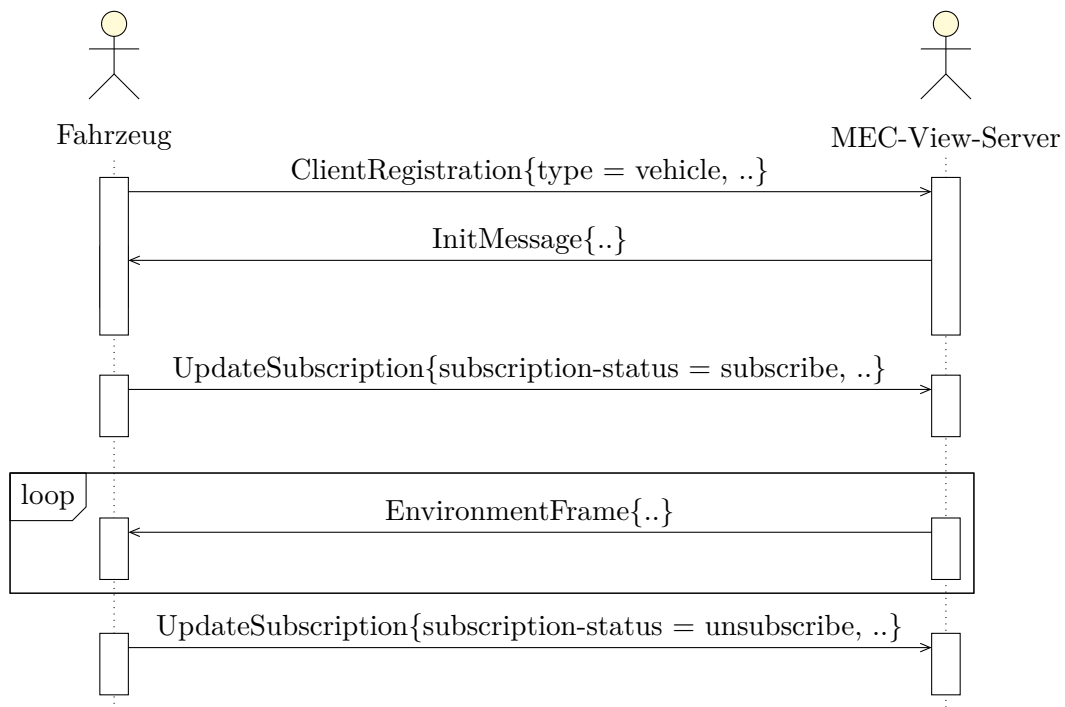 Fahrzeug
MEC-View-Server
ClientRegistration{type = vehicle, ..}
InitMessage{..}
UpdateSubscription{subscription-status = subscribe, ..}
loop
EnvironmentFrame{..}
UpdateSubscription{subscription-status = unsubscribe, ..}